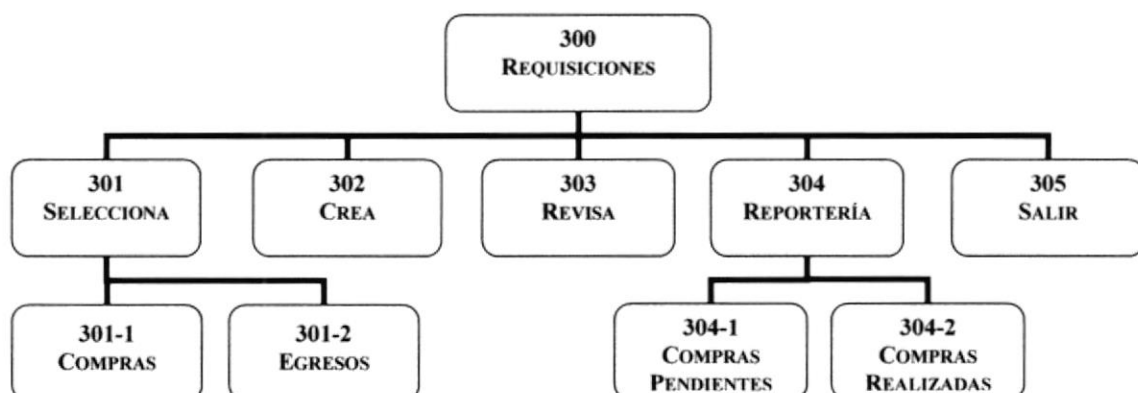 300
REQUISICIONES
301
SELECCIONA
302
CREA
303
REVISA
304
REPORTERÍA
305
SALIR
301-1
COMPRAS
301-2
EGRESOS
304-1
COMPRAS
PENDIENTES
304-2
COMPRAS
REALIZADAS